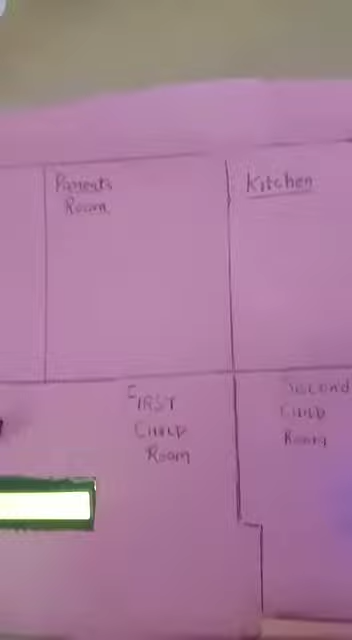 Parents
Room
Kitchen
FIRST
CHILD
Room
Second
Child
Room